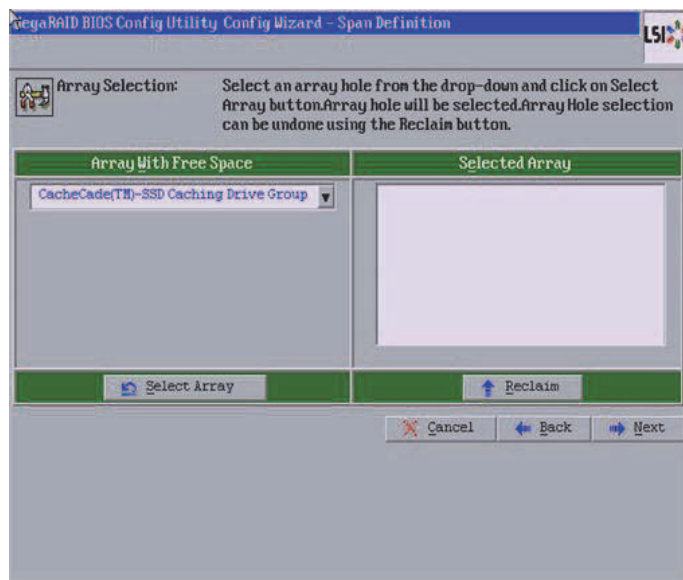 MegaRAID BIOS Config Utility Config Wizard - Span Definition
LSI
Array Selection:
Select an array hole from the drop-down and click on Select
Array button.Array hole will be selected.Array Hole selection
can be undone using the Reclaim button.
Array With Free Space
Selected Array
CacheCade(TM)-SSD Caching Drive Group
Select Array
Reclaim
Cancel
Back
Next